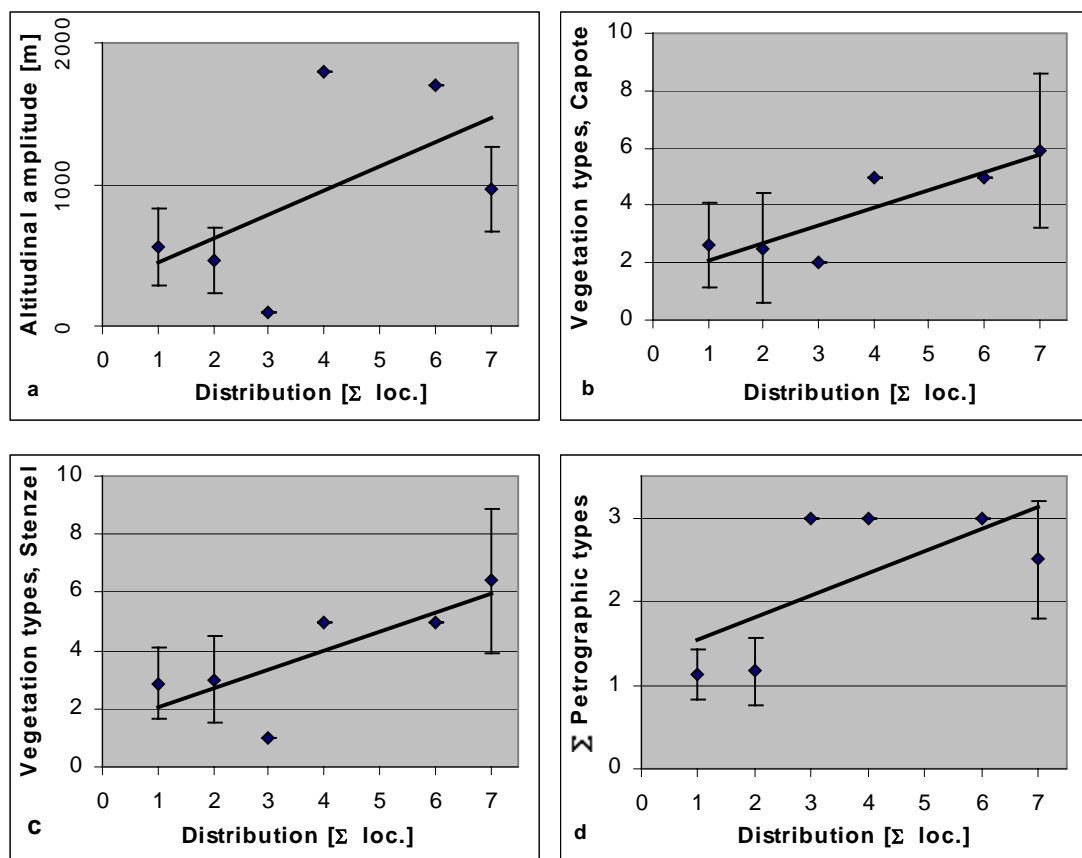 Altitudinal amplitude [m]
2000
1000
0
0 1 2 3 4 5 6 7
Distribution [Σ loc.]
a
Vegetation types, Capote
10
8
6
4
2
0
0 1 2 3 4 5 6 7
Distribution [Σ loc.]
b
Vegetation types, Stenzel
10
8
6
4
2
0
0 1 2 3 4 5 6 7
Distribution [Σ loc.]
c
Σ Petrographic types
3
2
1
0
0 1 2 3 4 5 6 7
Distribution [Σ loc.]
d